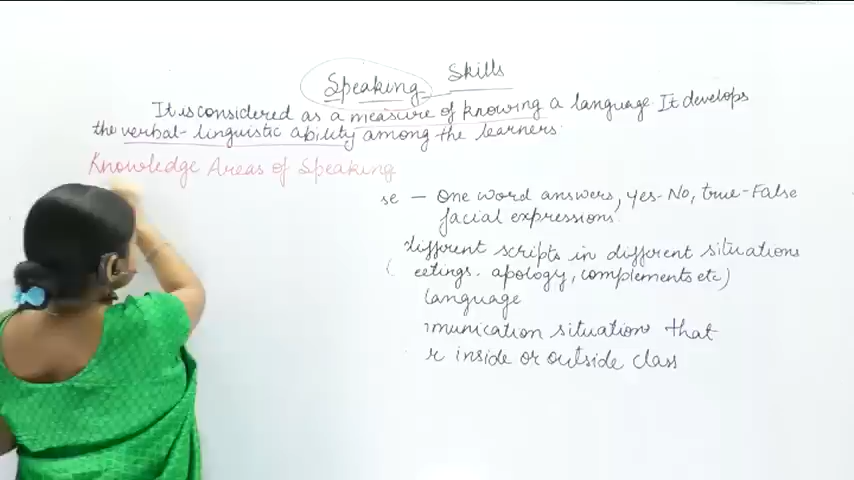 Speaking Skills
It is considered as a measure of knowing a language. It develops
the verbal-linguistic ability among the learners.
Knowledge Areas of Speaking
se - One word answers, yes-No, true-False
facial expressions.
different scripts in different situations
eetings. apology, complements etc)
language
munication situations that
r inside or outside class